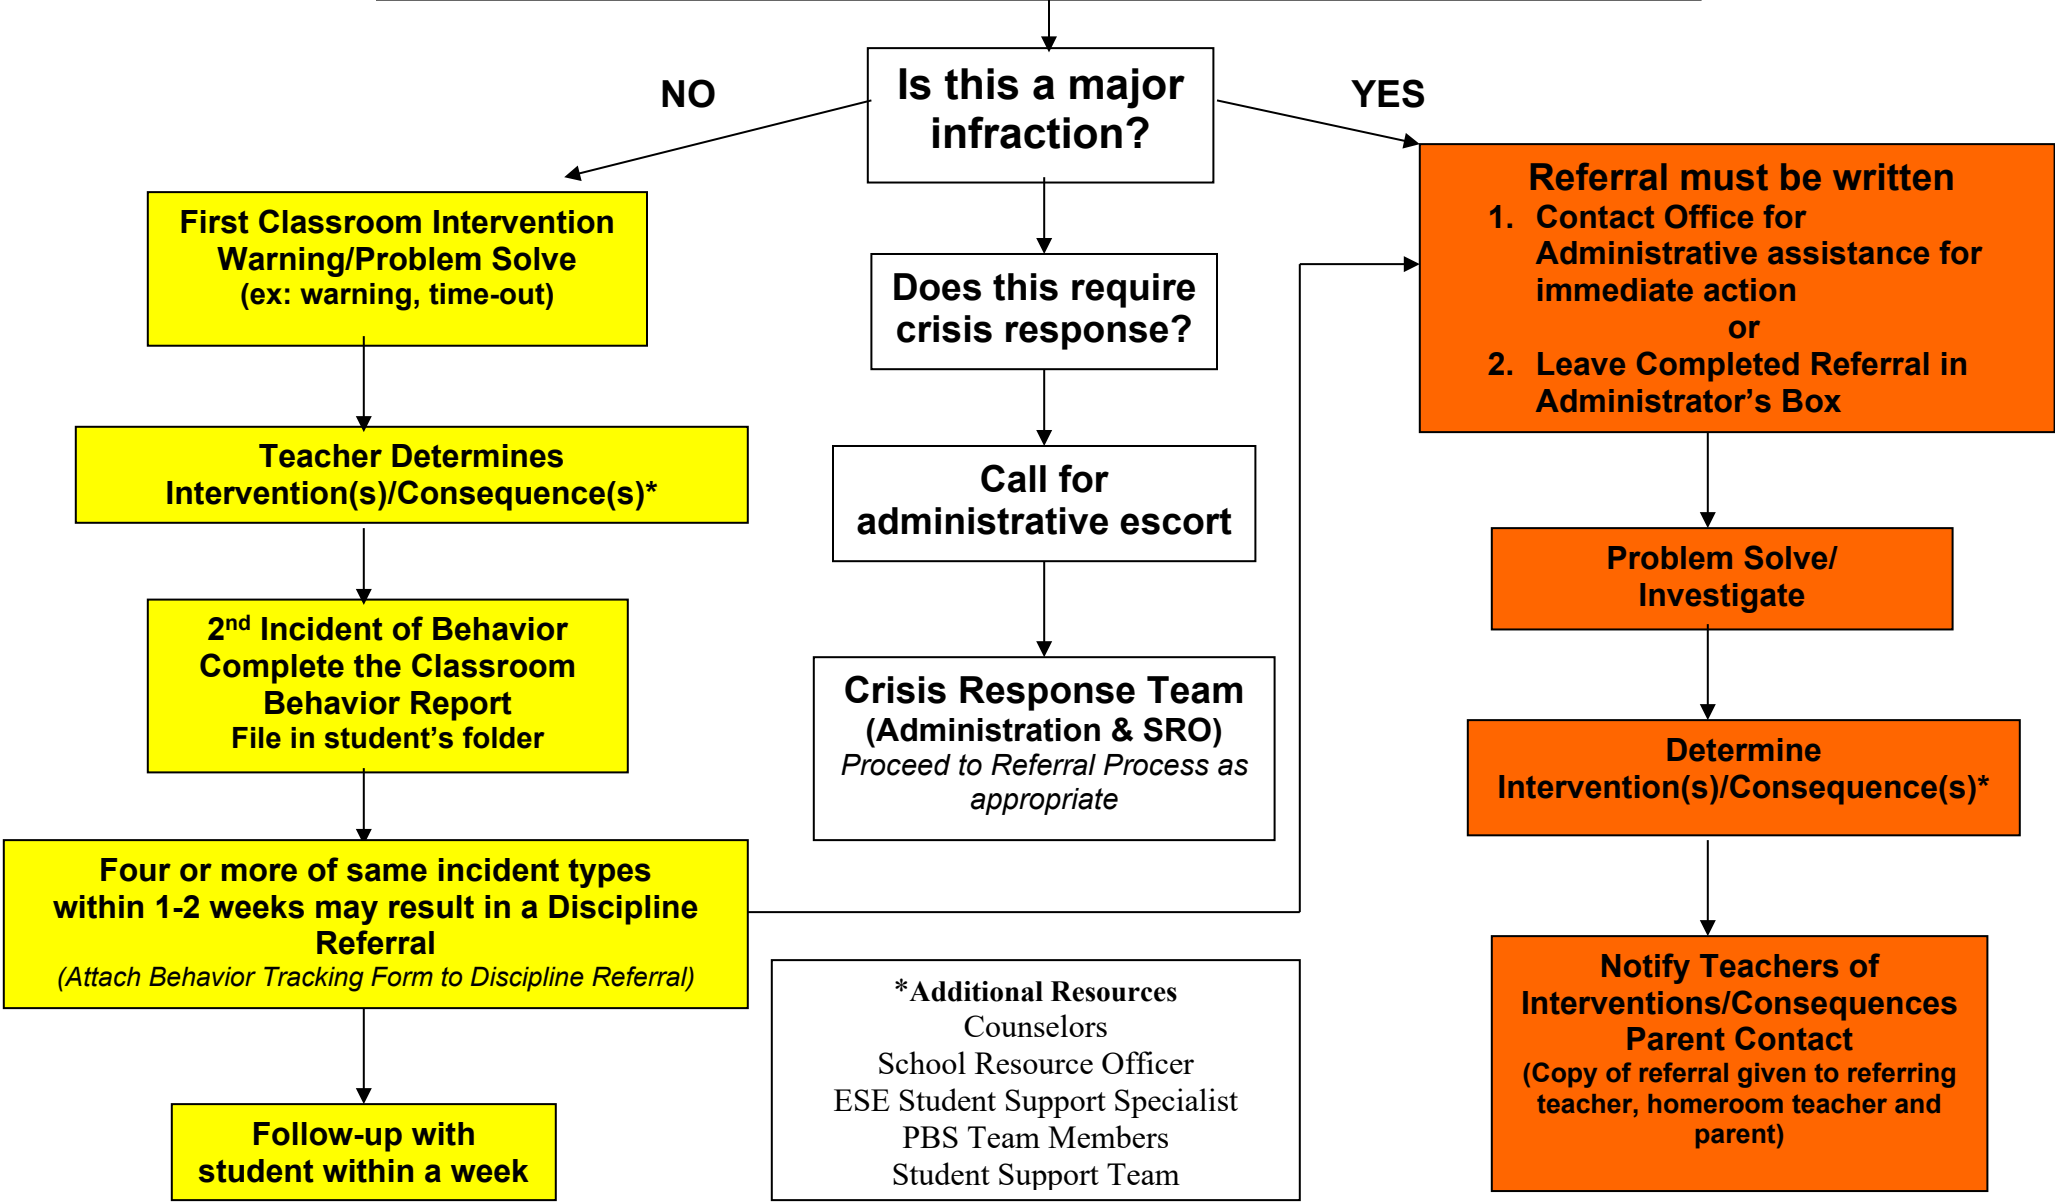 Is this a major
infraction?
NO
YES
First Classroom Intervention
Warning/Problem Solve
(ex: warning, time-out)
Teacher Determines
Intervention(s)/Consequence(s)*
2nd Incident of Behavior
Complete the Classroom
Behavior Report
File in student’s folder
Four or more of same incident types
within 1-2 weeks may result in a Discipline
Referral
(Attach Behavior Tracking Form to Discipline Referral)
Follow-up with
student within a week
Does this require
crisis response?
Call for
administrative escort
Crisis Response Team
(Administration & SRO)
Proceed to Referral Process as
appropriate
*Additional Resources
Counselors
School Resource Officer
ESE Student Support Specialist
PBS Team Members
Student Support Team
Referral must be written
1. Contact Office for
Administrative assistance for
immediate action
or
2. Leave Completed Referral in
Administrator’s Box
Problem Solve/
Investigate
Determine
Intervention(s)/Consequence(s)*
Notify Teachers of
Interventions/Consequences
Parent Contact
(Copy of referral given to referring
teacher, homeroom teacher and
parent)